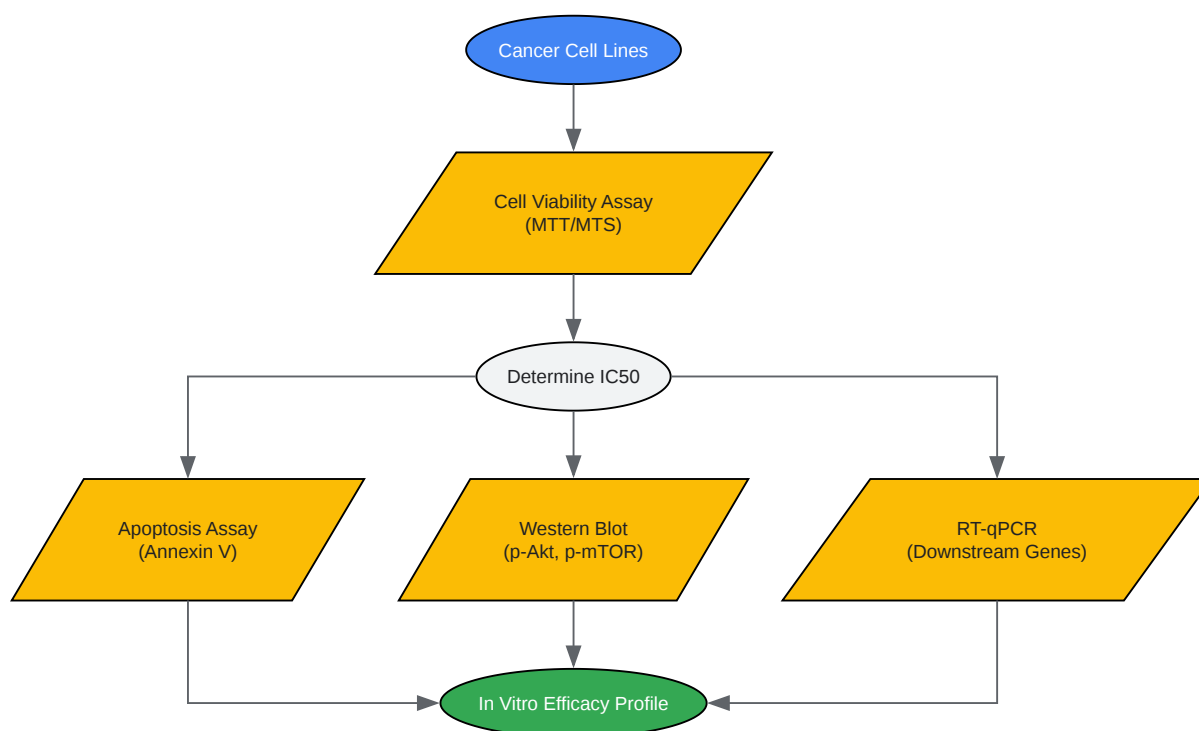 Cancer Cell Lines
Cell Viability Assay
(MTT/MTS)
Determine IC50
Apoptosis Assay
(Annexin V)
Western Blot
(p-Akt, p-mTOR)
RT-qPCR
(Downstream Genes)
In Vitro Efficacy Profile